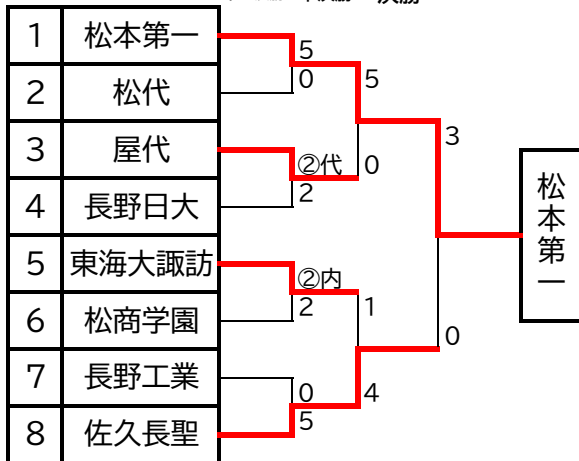 決勝
1 松本第一
5
0
2 松代
5
3 屋代
②代
0
2
4 長野日大
3
松本第一
5 東海大諏訪
②内
2
1
6 松商学園
0
7 長野工業
0
4
5
8 佐久長聖